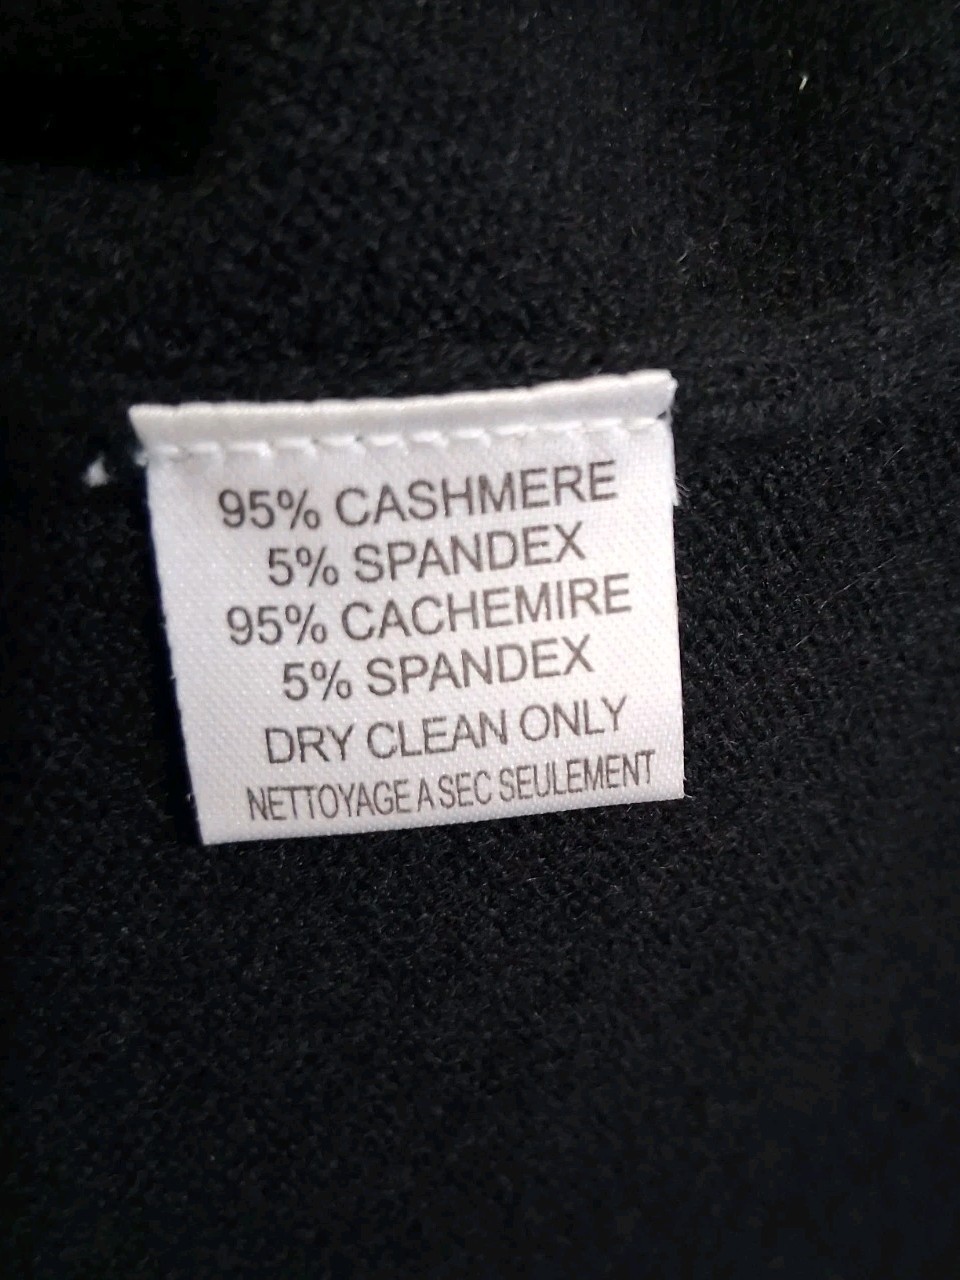 95% CASHMERE
5% SPANDEX
95% CACHEMIRE
5% SPANDEX
DRY CLEAN ONLY
NETTOYAGE A SEC SEULEMENT